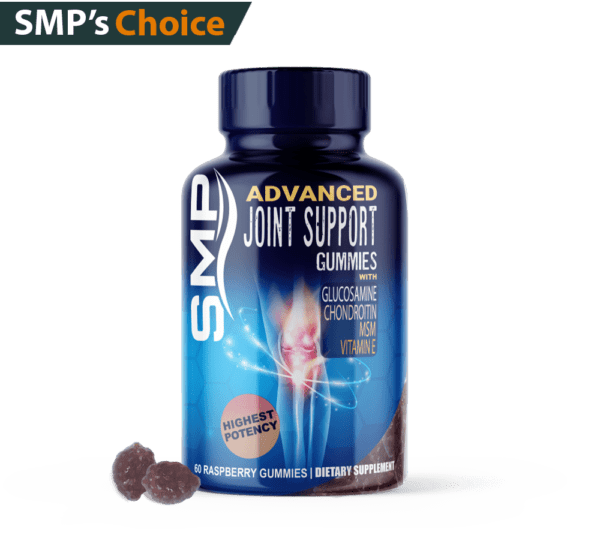 SMP's Choice
SMP
ADVANCED
JOINT SUPPORT
GUMMIES
WITH
GLUCOSAMINE
CHONDROITIN
MSM
VITAMIN E
HIGHEST
POTENCY
60 RASPBERRY GUMMIES | DIETARY SUPPLEMENT